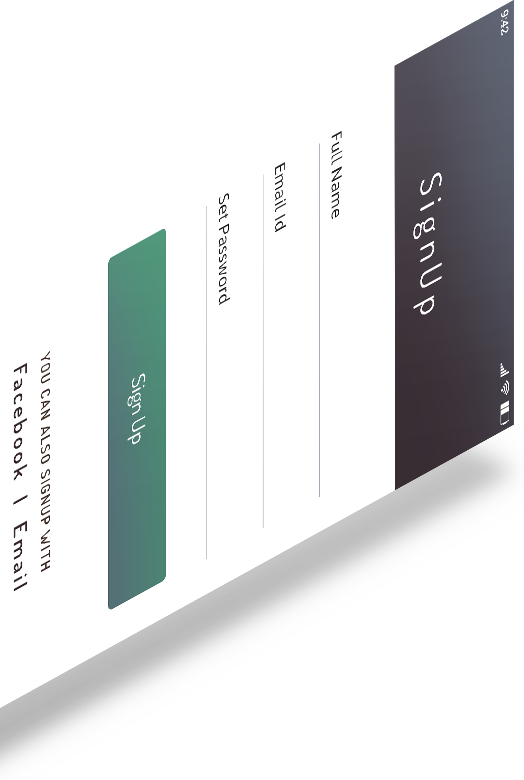 9:42
SignUp
Full Name
Email Id
Set Password
Sign Up
YOU CAN ALSO SIGNUP WITH
Facebook | Email